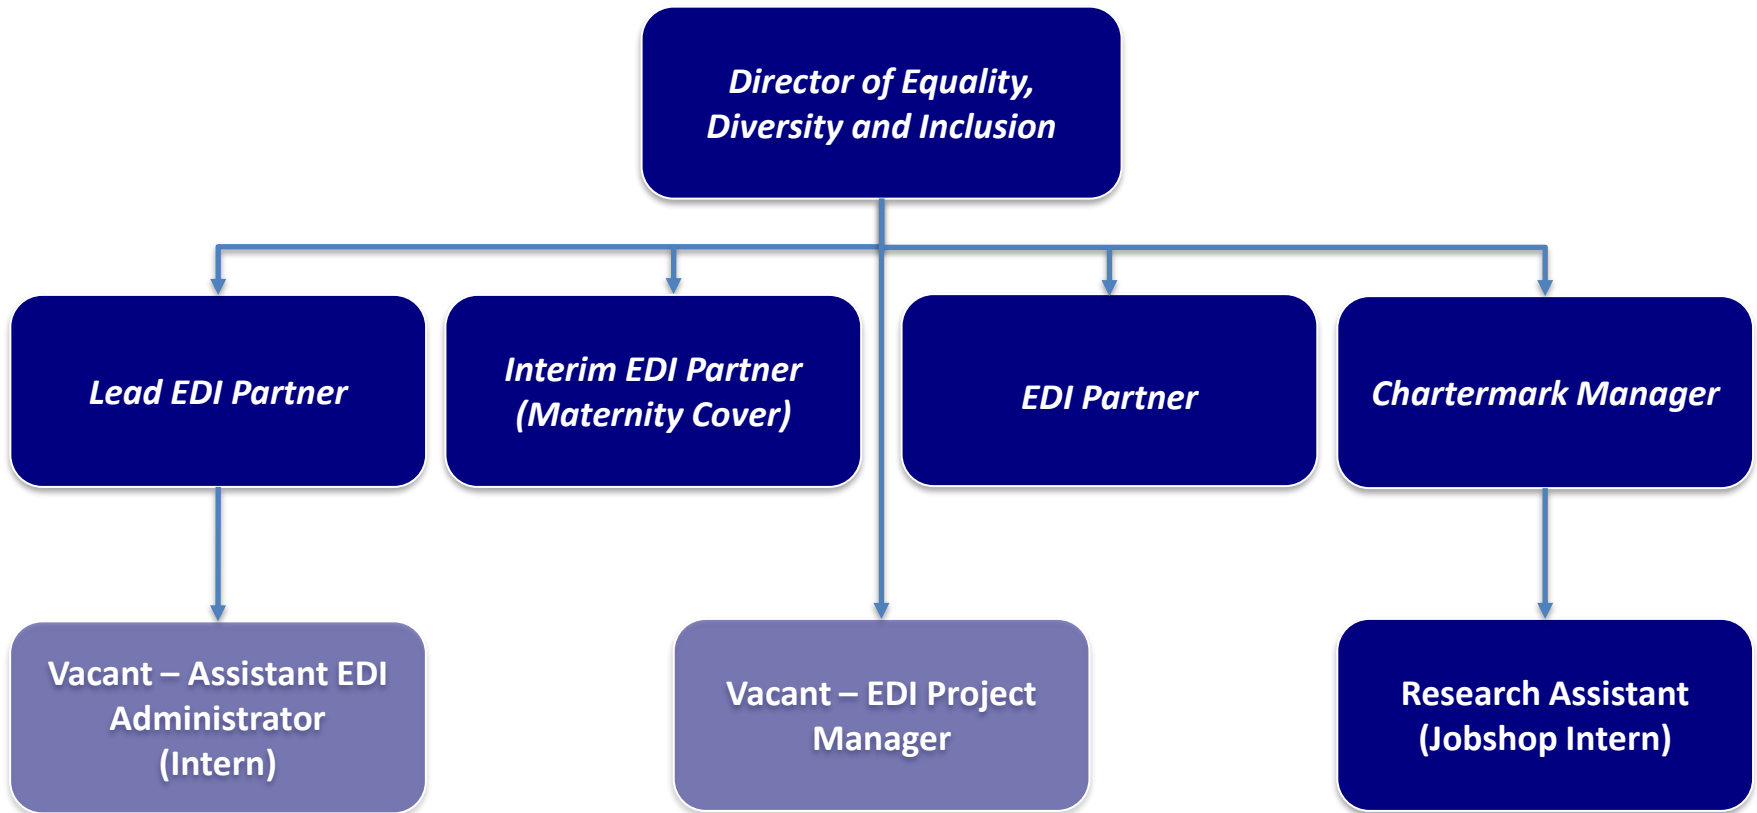 Director of Equality,
Diversity and Inclusion
Lead EDI Partner
Interim EDI Partner
(Maternity Cover)
EDI Partner
Chartermark Manager
Vacant – Assistant EDI
Administrator
(Intern)
Vacant – EDI Project
Manager
Research Assistant
(Jobshop Intern)